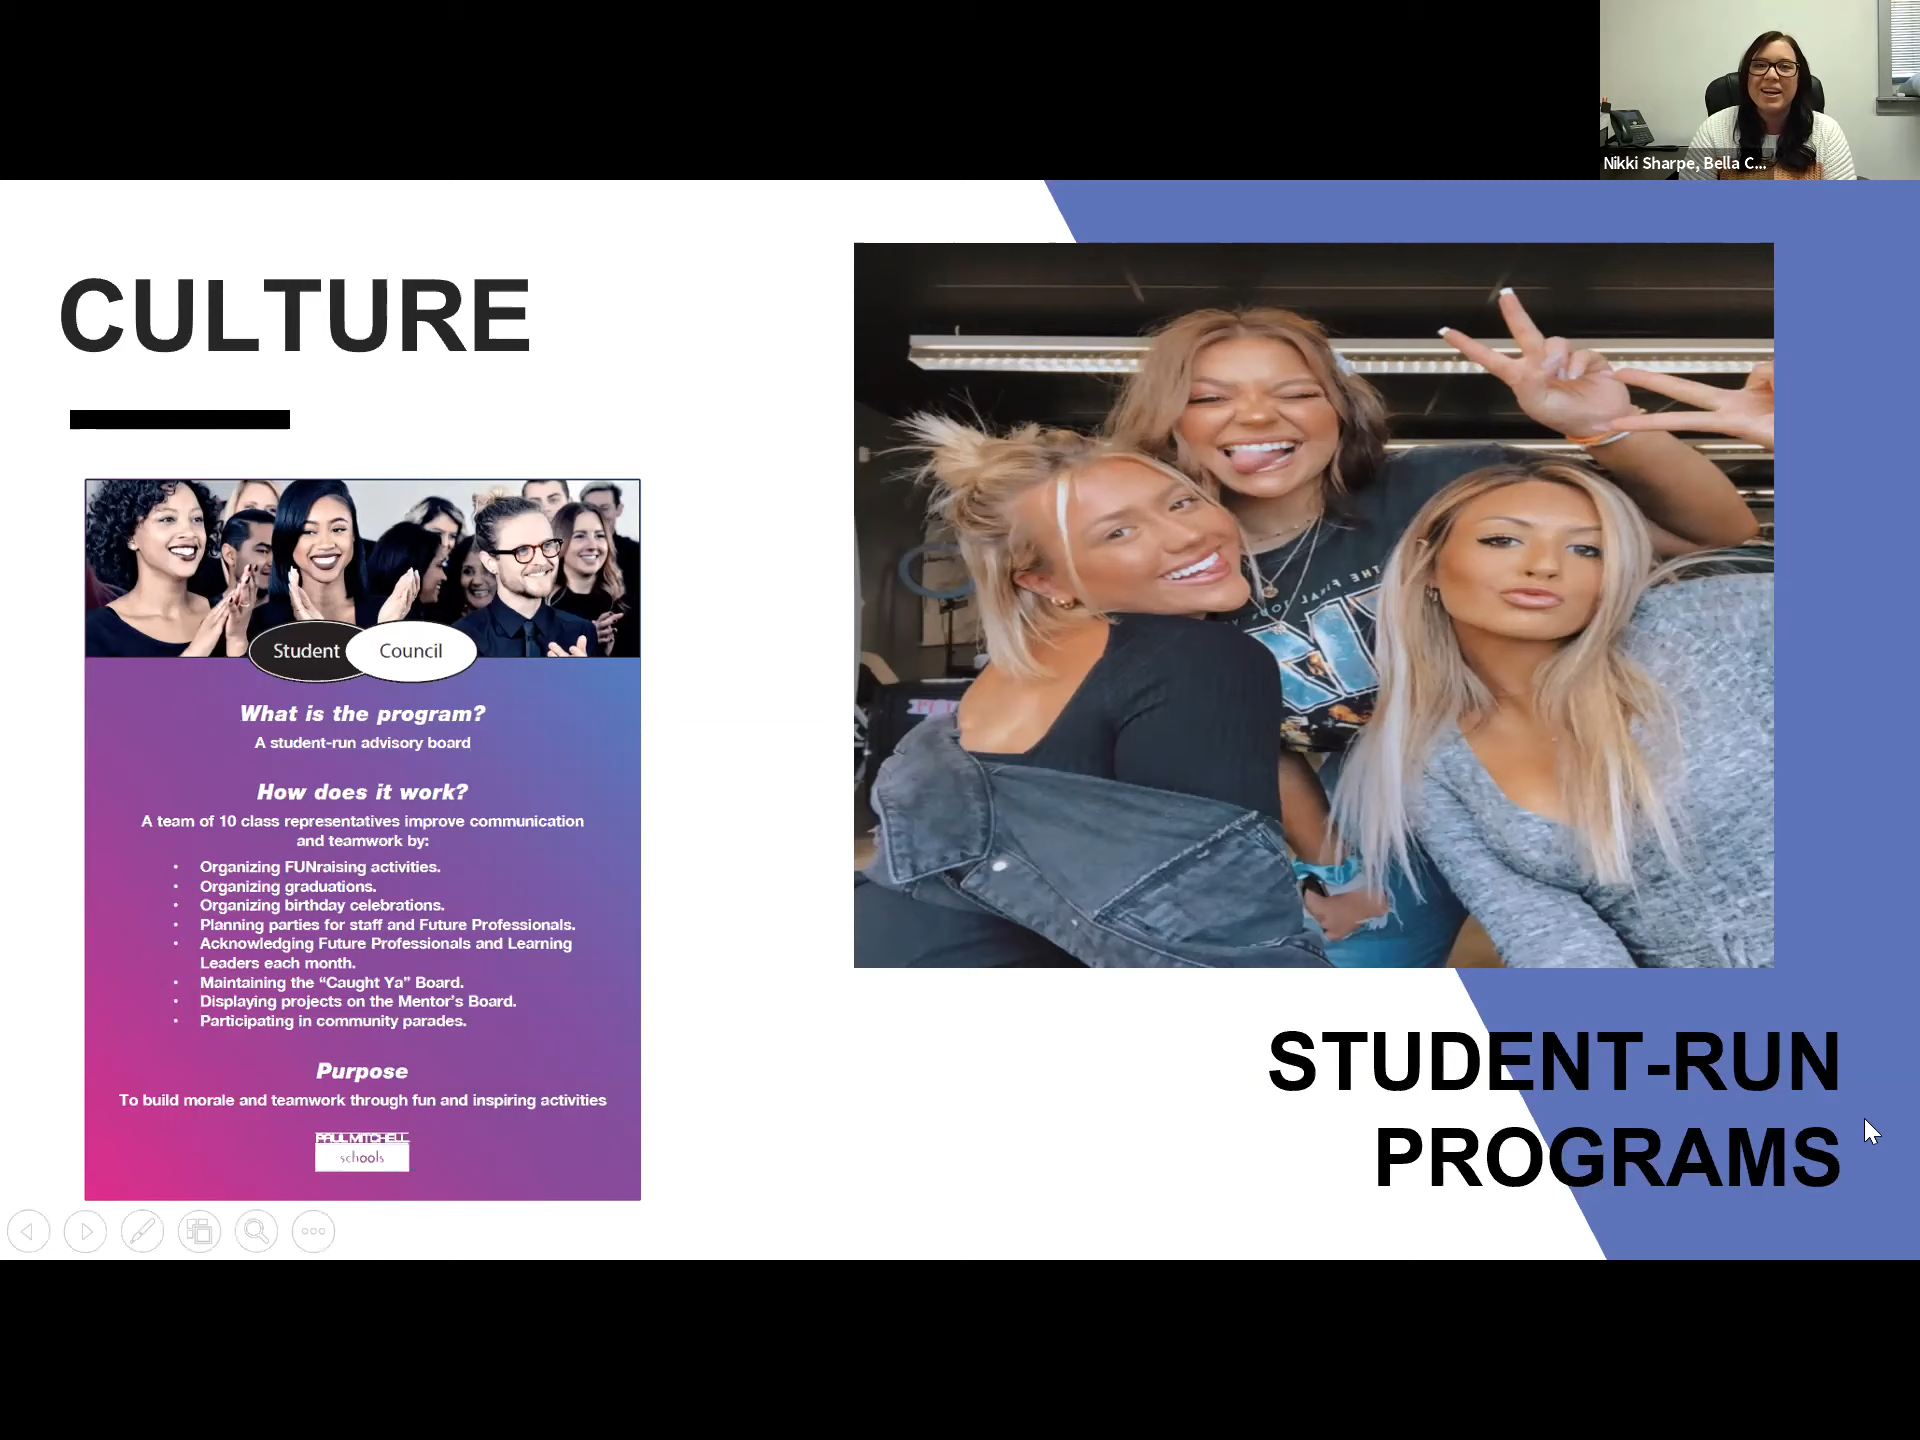 Nikki Sharpe, Bella C...
CULTURE
Student Council
What is the program?
A student-run advisory board
How does it work?
A team of 10 class representatives improve communication
and teamwork by:
• Organizing FUNraising activities.
• Organizing graduations.
• Organizing birthday celebrations.
• Planning parties for staff and Future Professionals.
• Acknowledging Future Professionals and Learning
Leaders each month.
• Maintaining the “Caught Ya” Board.
• Displaying projects on the Mentor’s Board.
• Participating in community parades.
Purpose
To build morale and teamwork through fun and inspiring activities
PAUL MITCHELL
schools
STUDENT-RUN
PROGRAMS